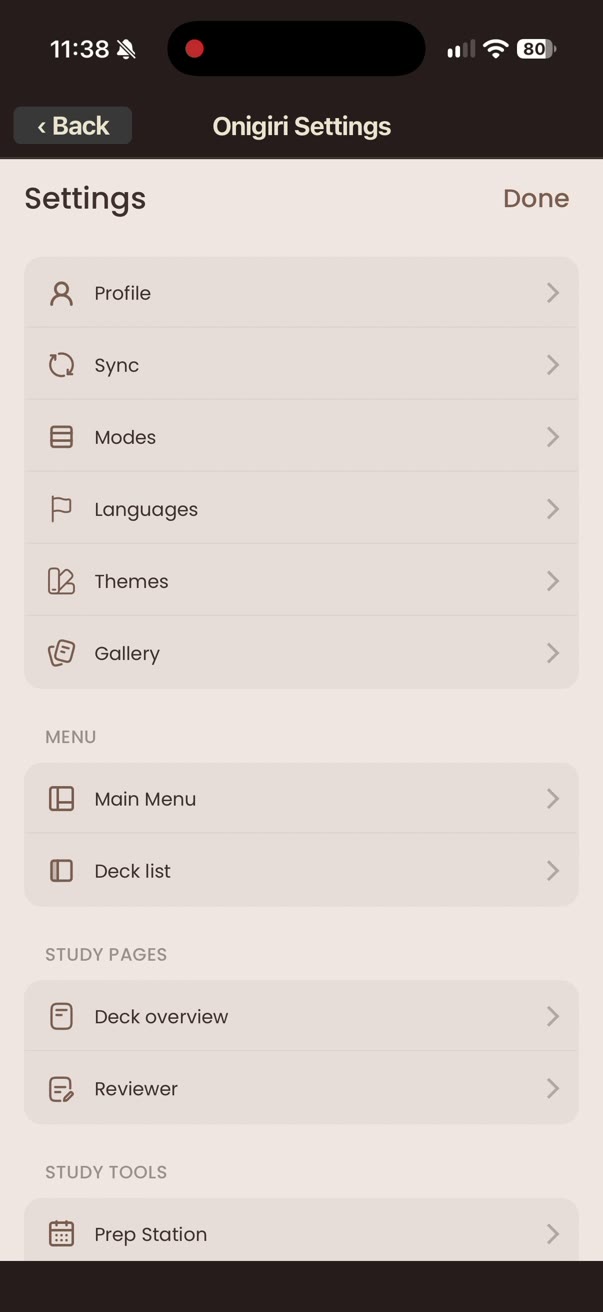 11:38
80
‹ Back
Onigiri Settings
Settings
Done
Profile
Sync
Modes
Languages
Themes
Gallery
MENU
Main Menu
Deck list
STUDY PAGES
Deck overview
Reviewer
STUDY TOOLS
Prep Station